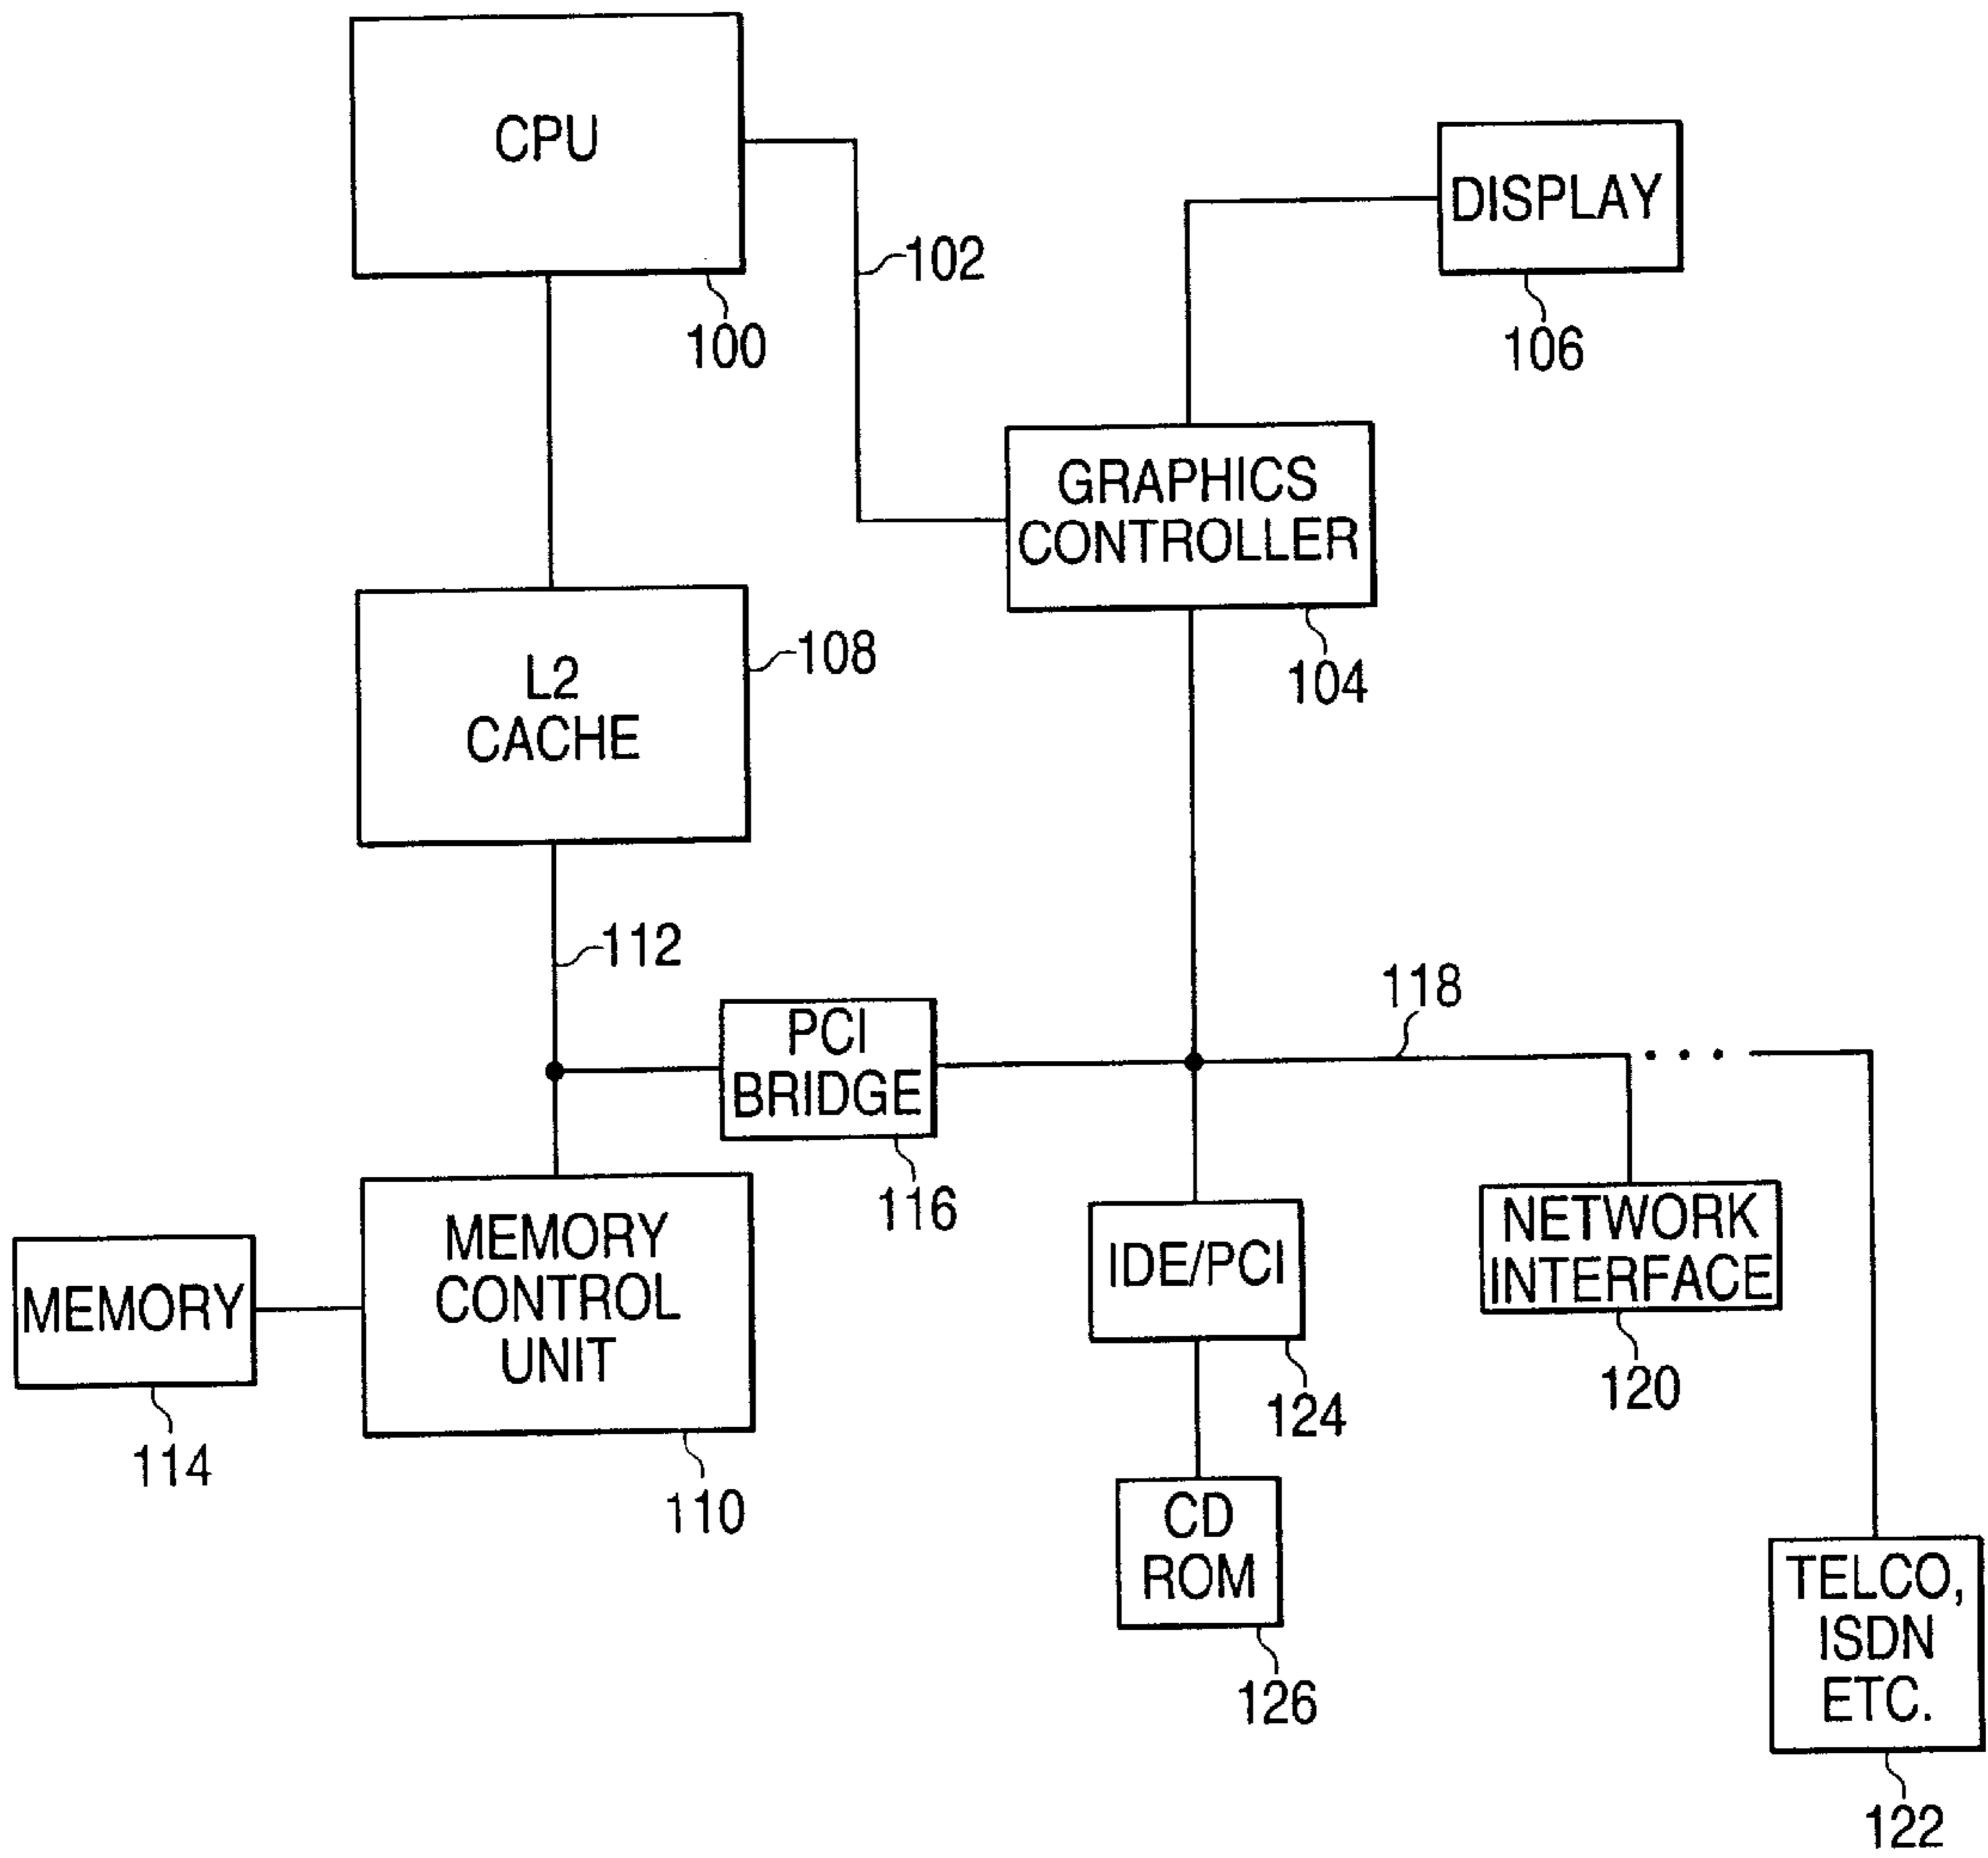 CPU
100
102
DISPLAY
106
GRAPHICS
CONTROLLER
104
L2
CACHE
108
112
PCI
BRIDGE
116
118
MEMORY
114
MEMORY
CONTROL
UNIT
110
IDE/PCI
124
NETWORK
INTERFACE
120
CD
ROM
126
TELCO,
ISDN
ETC.
122